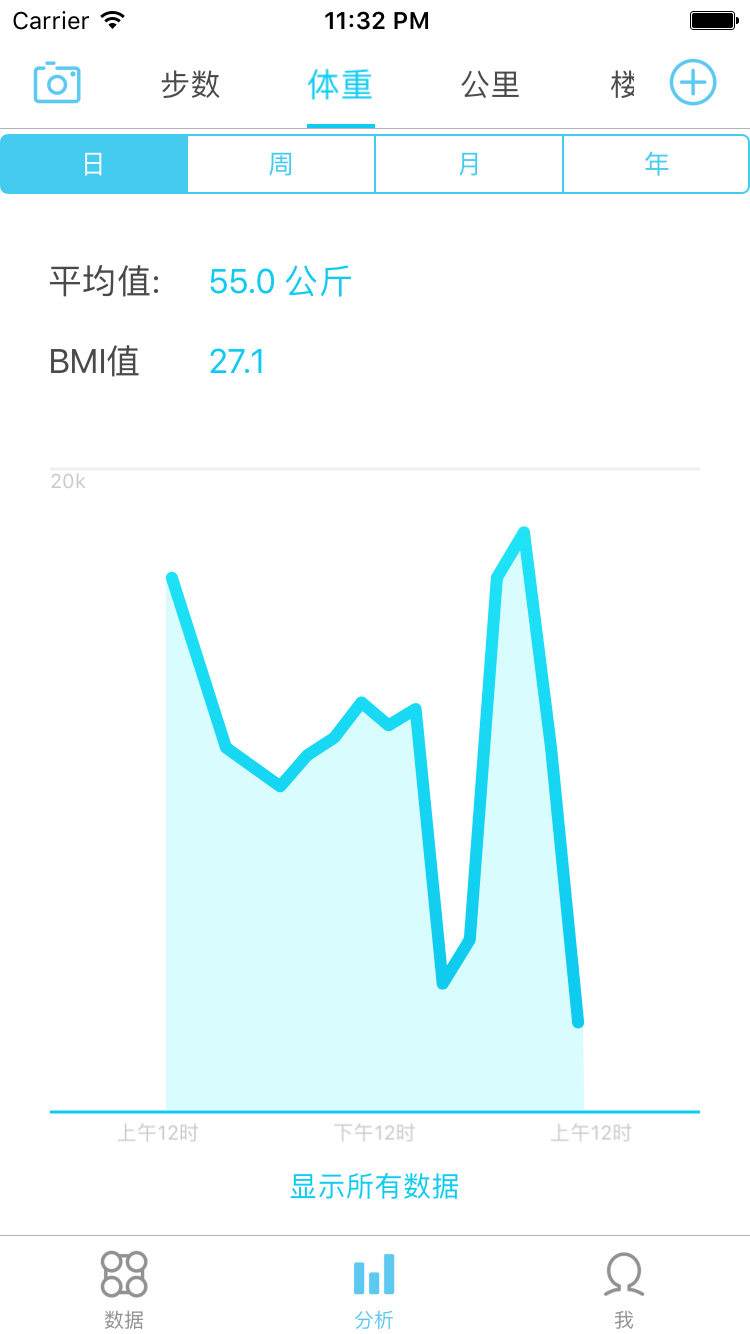 Carrier 11:32 PM
步数 体重 公里 楼
日 周 月 年
平均值: 55.0 公斤
BMI值 27.1
20k
上午12时 下午12时 上午12时
显示所有数据
数据 分析 我